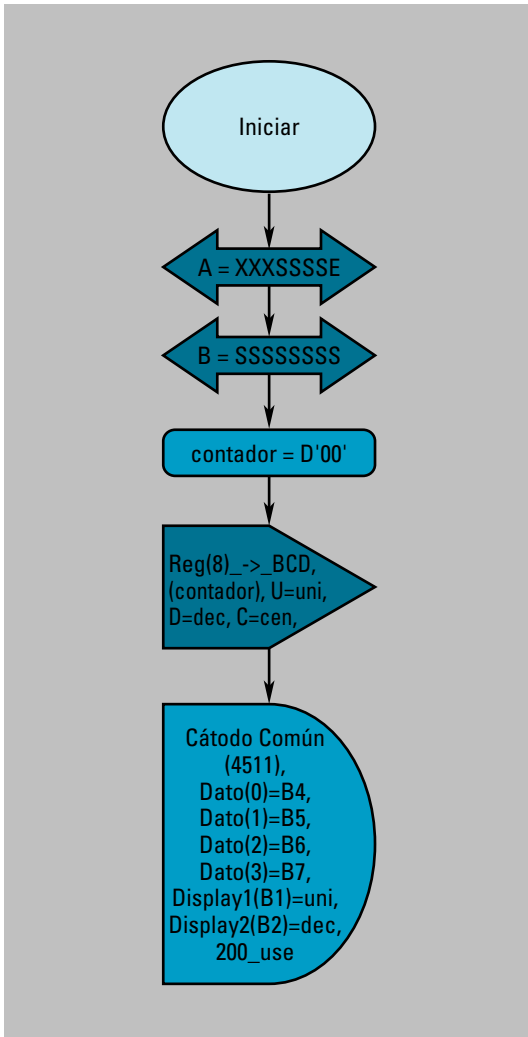 Iniciar
A = XXXSSSSE
B = SSSSSSSS
contador = D'00'
Reg(8)_->_BCD,
(contador), U=uni,
D=dec, C=cen,
Cátodo Común
(4511),
Dato(0)=B4,
Dato(1)=B5,
Dato(2)=B6,
Dato(3)=B7,
Display1(B1)=uni,
Display2(B2)=dec,
200_use